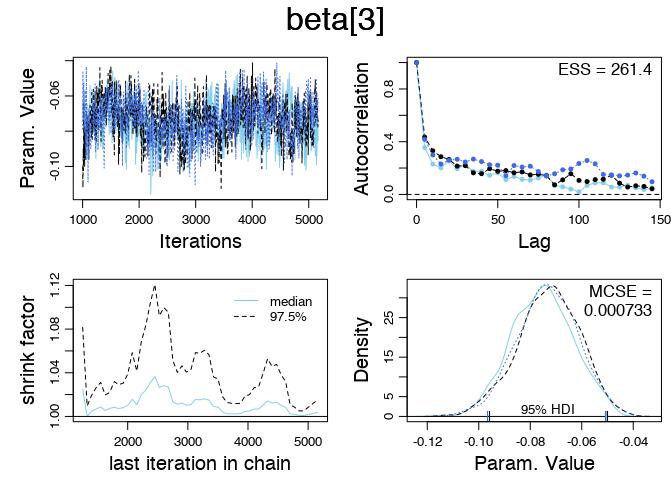 beta[3]
Param. Value
-0.06
-0.10
1000 2000 3000 4000 5000
Iterations
Autocorrelation
0.8
0.4
0.0
ESS = 261.4
0 50 100 150
Lag
shrink factor
1.12
1.08
1.04
1.00
median
97.5%
2000 3000 4000 5000
last iteration in chain
Density
25
15
5
0
MCSE =
0.000733
95% HDI
-0.12 -0.10 -0.08 -0.06 -0.04
Param. Value